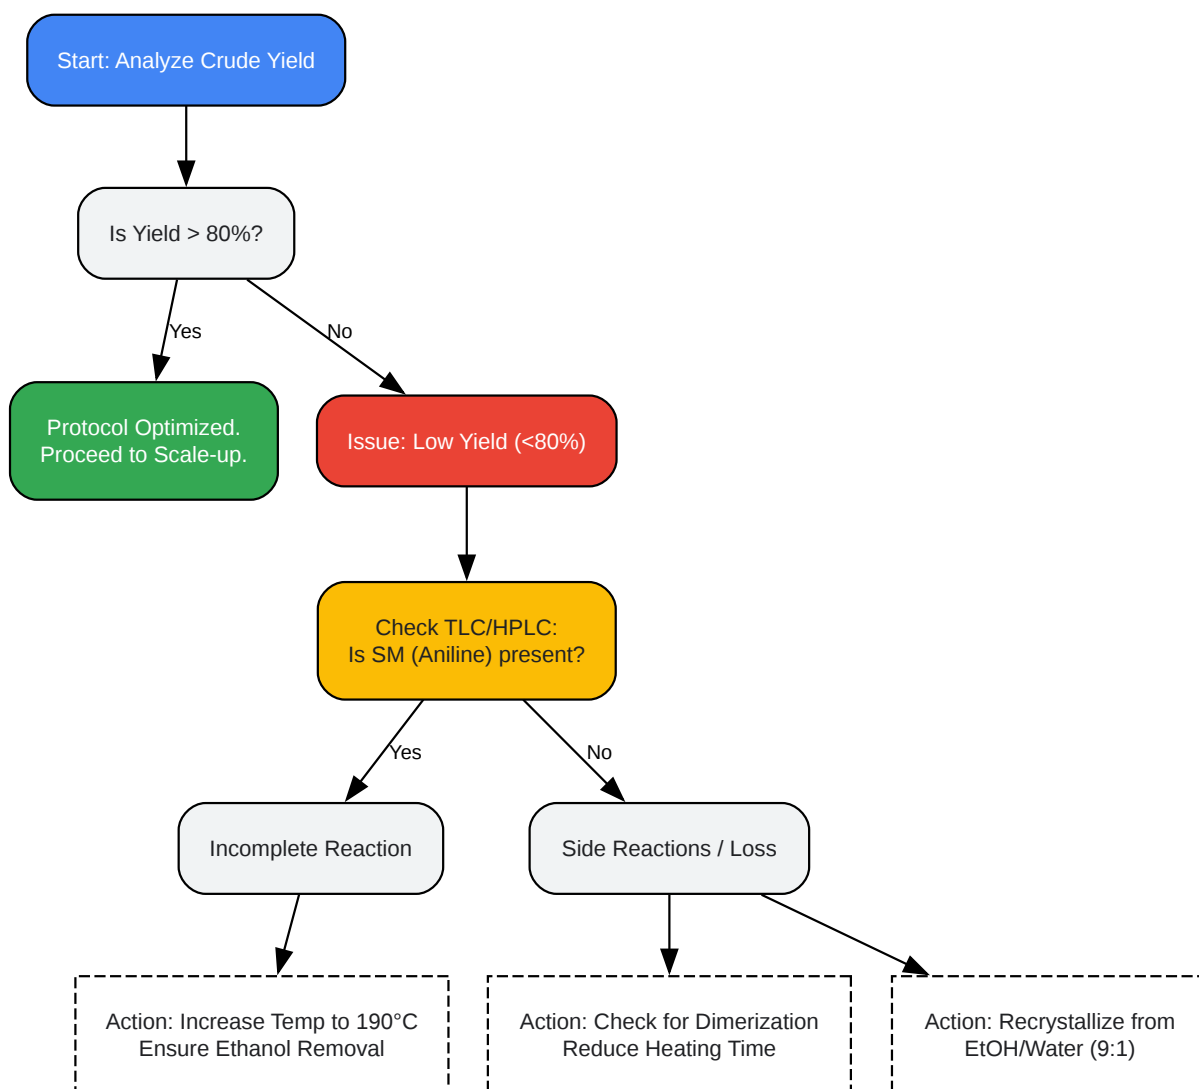 Start: Analyze Crude Yield
Is Yield > 80%?
Yes
No
Protocol Optimized.
Proceed to Scale-up.
Issue: Low Yield (<80%)
Check TLC/HPLC:
Is SM (Aniline) present?
Yes
No
Incomplete Reaction
Side Reactions / Loss
Action: Increase Temp to 190°C
Ensure Ethanol Removal
Action: Check for Dimerization
Reduce Heating Time
Action: Recrystallize from
EtOH/Water (9:1)